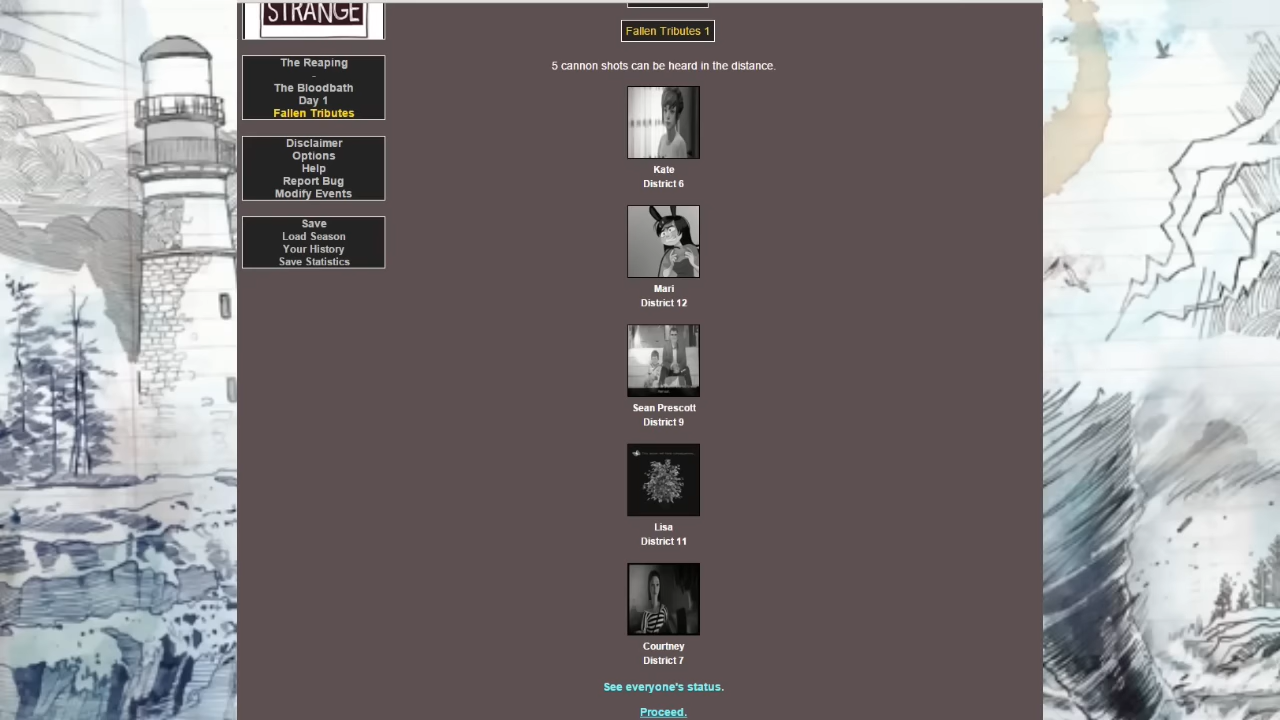 STRANGE
The Reaping
-
The Bloodbath
Day 1
Fallen Tributes
Disclaimer
Options
Help
Report Bug
Modify Events
Save
Load Season
Your History
Save Statistics
Fallen Tributes 1
5 cannon shots can be heard in the distance.
Kate
District 6
Mari
District 12
Sean Prescott
District 9
Lisa
District 11
Courtney
District 7
See everyone's status.
Proceed.